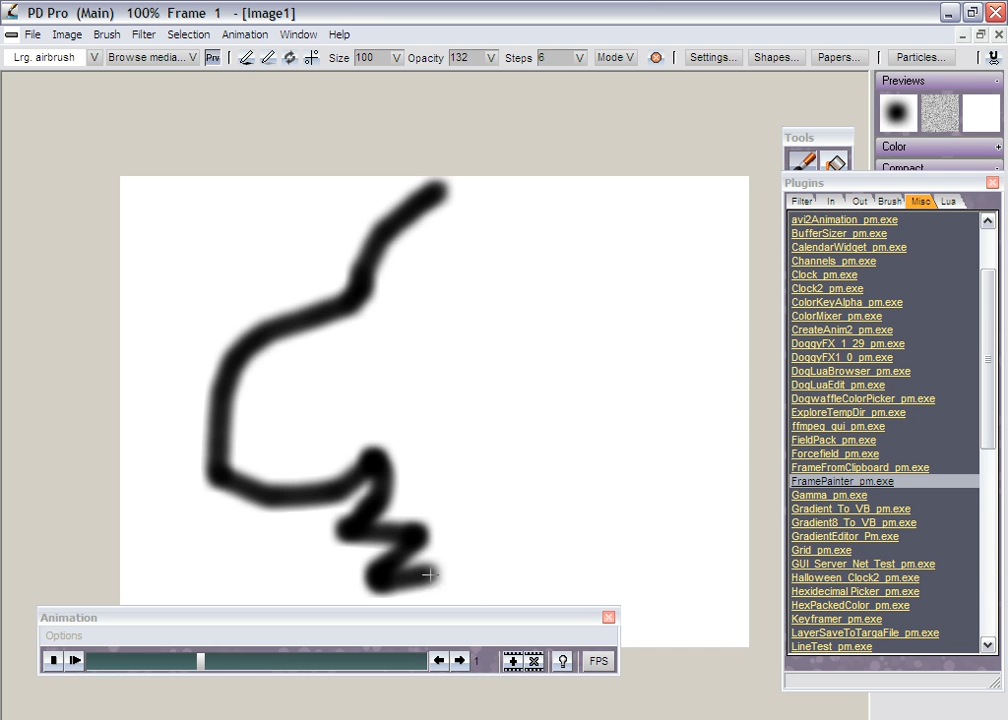 PD Pro (Main) 100% Frame 1 - [Image1]
File Image Brush Filter Selection Animation Window Help
Lrg. airbrush V Browse media... V Prv Size 100 V Opacity 132 V Steps 6 V Mode V Settings... Shapes... Papers... Particles...
Previews
Color +
Tools
Compact
Plugins
Filter In Out Brush Misc Lua
avi2Animation_pm.exe
BufferSizer_pm.exe
CalendarWidget_pm.exe
Channels_pm.exe
Clock_pm.exe
Clock2_pm.exe
ColorKeyAlpha_pm.exe
ColorMixer_pm.exe
CreateAnim2_pm.exe
DoggyFX_1_29_pm.exe
DoggyFX1_0_pm.exe
DogLuaBrowser_pm.exe
DogLuaEdit_pm.exe
DogwaffleColorPicker_pm.exe
ExploreTempDir_pm.exe
ffmpeg_gui_pm.exe
FieldPack_pm.exe
Forcefield_pm.exe
FrameFromClipboard_pm.exe
FramePainter_pm.exe
Gamma_pm.exe
Gradient_To_VB_pm.exe
Gradient8_To_VB_pm.exe
GradientEditor_Pm.exe
Grid_pm.exe
GUI_Server_Net_Test_pm.exe
Halloween_Clock2_pm.exe
Hexidecimal Picker_pm.exe
HexPackedColor_pm.exe
Keyframer_pm.exe
LayerSaveToTargaFile_pm.exe
LineTest_pm.exe
Animation
Options
1 FPS